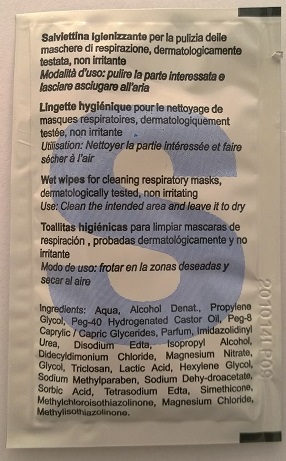 Salviettina Igienizzante per la pulizia delle
maschere di respirazione, dermatologicamente
testata, non irritante
Modalità d'uso: pulire la parte interessata e
lasciare asciugare all'aria
Lingette hygiénique pour le nettoyage de
masques respiratoires, dermatologiquement
testée, non irritante
Utilisation: Nettoyer la partie intéressée et faire
sécher à l'air
Wet wipes for cleaning respiratory masks,
dermatologically tested, non irritating
Use: Clean the intended area and leave it to dry
Toallitas higiénicas para limpiar mascaras de
respiración , probadas dermatológicamente y no
irritante
Modo de uso: frotar en la zonas deseadas y
secar al aire
Ingredients: Aqua, Alcohol Denat., Propylene
Glycol, Peg-40 Hydrogenated Castor Oil, Peg-8
Caprylic / Capric Glycerides, Parfum, Imidazolidinyl
Urea, Disodium Edta, Isopropyl Alcohol,
Didecyldimonium Chloride, Magnesium Nitrate,
Glycol, Triclosan, Lactic Acid, Hexylene Glycol,
Sodium Methylparaben, Sodium Dehy-droacetate,
Sorbic Acid, Tetrasodium Edta, Simethicone,
Methylchloroisothiazolinone, Magnesium Chloride,
Methylisothiazolinone.
S